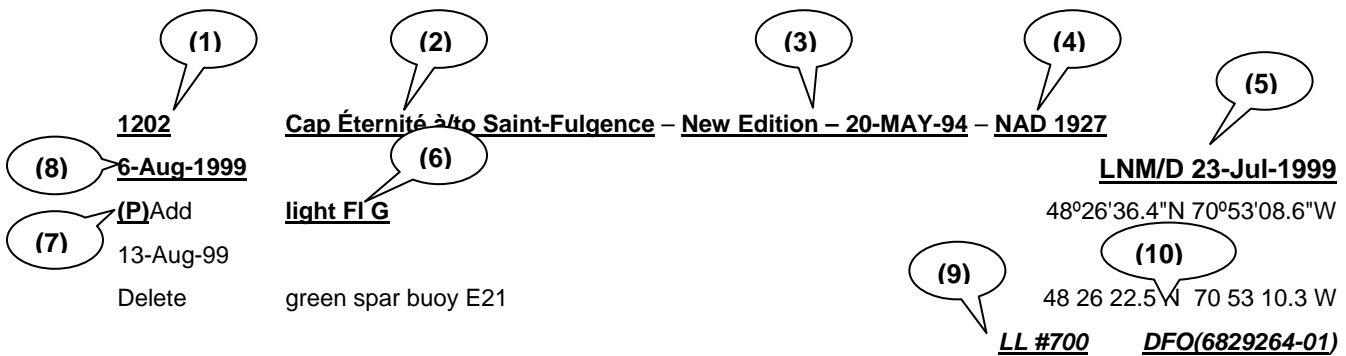 (1) (2) (3) (4)
(5)
1202 Cap Éternité à/to Saint-Fulgence – New Edition – 20-MAY-94 – NAD 1927
(8) 6-Aug-1999 (6) LNM/D 23-Jul-1999
(P)Add light Fl G 48º26'36.4"N 70º53'08.6"W
(7) 13-Aug-99 (10)
(9)
Delete green spar buoy E21 48 26 22.5 N 70 53 10.3 W
LL #700 DFO(6829264-01)